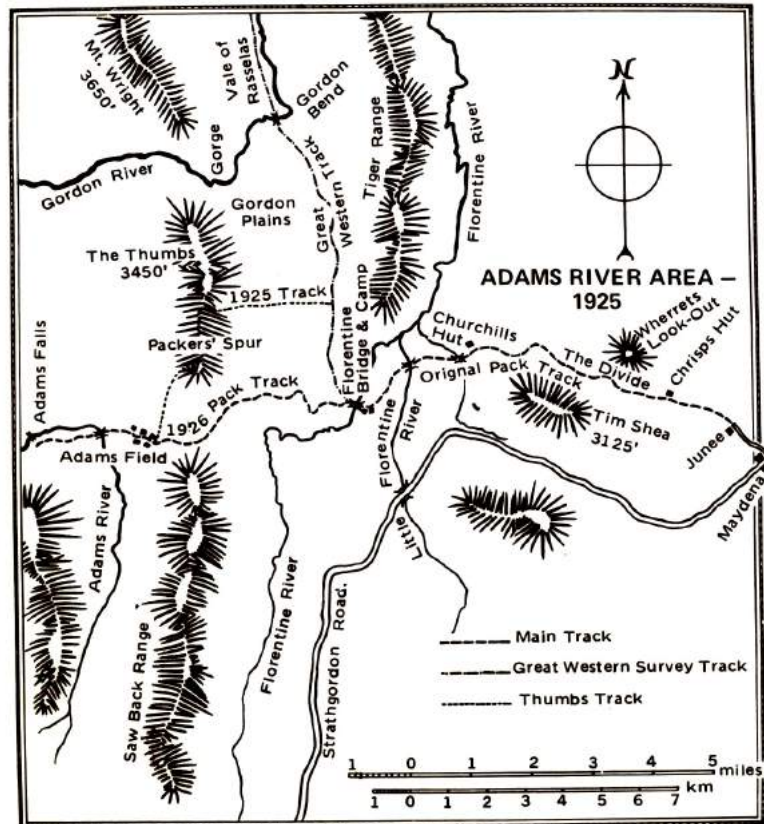 Mt. Wright
3650'
Vale of
Rasselas
Gordon
Bend
Gorge
Gordon River
Great
Western Track
Tiger Range
Florentine River
N
Gordon
Plains
The Thumbs
3450'
1925 Track
ADAMS RIVER AREA –
1925
Packers' Spur
Florentine
Bridge & Camp
Churchills
Hut
Wherrets
Look-Out
The Divide
Chrisps Hut
Orignal Pack Track
Adams Falls
1926 Pack Track
Adams Field
Florentine
River
Tim Shea
3125'
Junee
Maydena
Adams River
Saw Back Range
Florentine River
Little
Strathgordon Road.
Main Track
Great Western Survey Track
Thumbs Track
1 0 1 2 3 4 5
miles
km
1 0 1 2 3 4 5 6 7